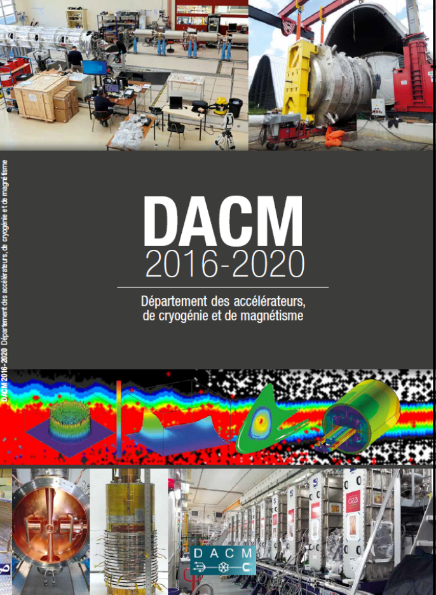 DACM
2016-2020
Département des accélérateurs,
de cryogénie et de magnétisme
DACM 2016-2020 Département des accélérateurs, de cryogénie et de magnétisme
DACM
C